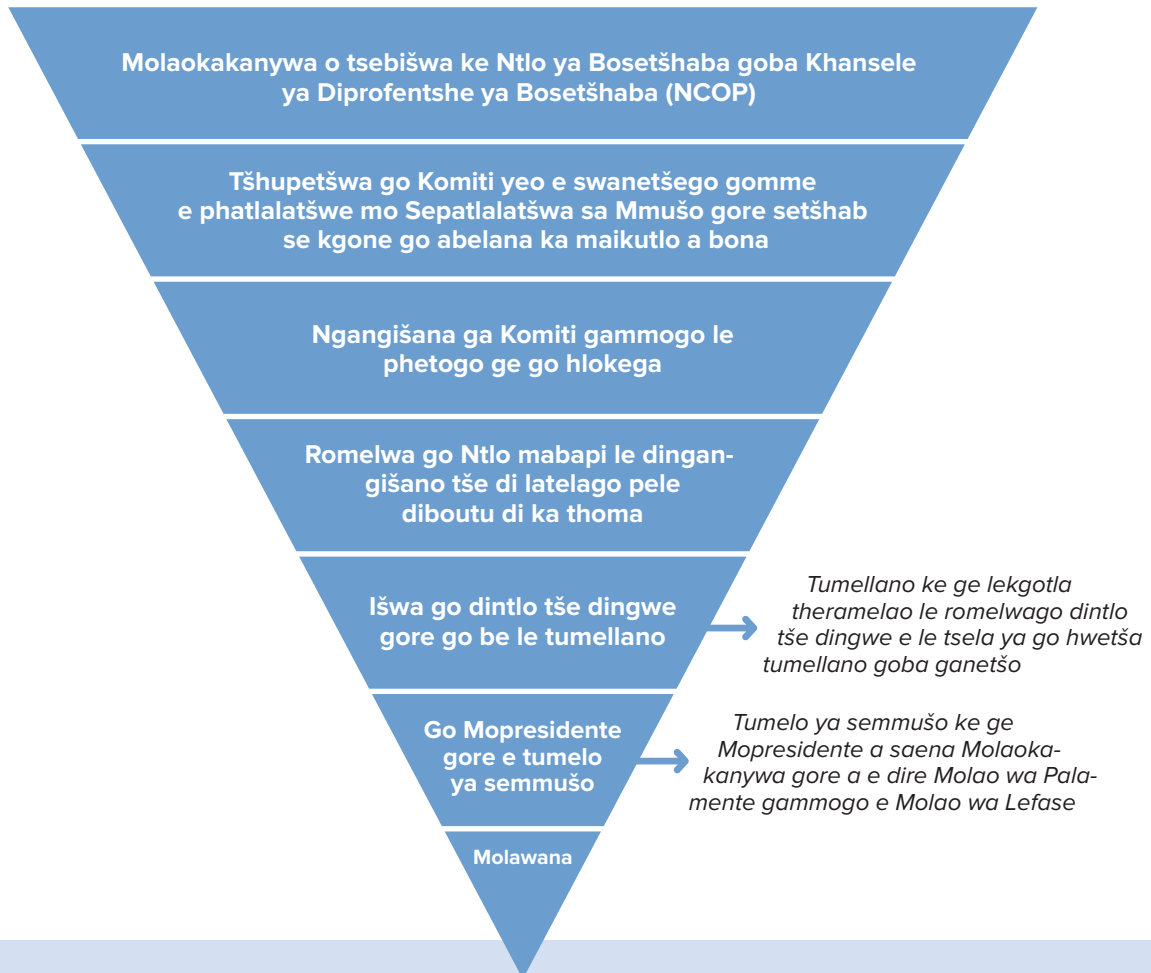 Molaokakanywa o tsebišwa ke Ntlo ya Bosetšhaba goba Khansele
ya Diprofentshe ya Bosetšhaba (NCOP)
Tšhupetšwa go Komiti yeo e swanetšego gomme
e phatlalatšwe mo Sepatlalatšwa sa Mmušo gore setšhab
se kgone go abelana ka maikutlo a bona
Ngangišana ga Komiti gammogo le
phetogo ge go hlokega
Romelwa go Ntlo mabapi le dingan-
gišano tše di latelago pele
diboutu di ka thoma
Išwa go dintlo tše dingwe
gore go be le tumellano
Tumellano ke ge lekgotla
theramelao le romelwago dintlo
tše dingwe e le tsela ya go hwetša
tumellano goba ganetšo
Go Mopresidente
gore e tumelo
ya semmušo
Tumelo ya semmušo ke ge
Mopresidente a saena Molaoka-
kanywa gore a e dire Molao wa Pala-
mente gammogo e Molao wa Lefase
Molawana